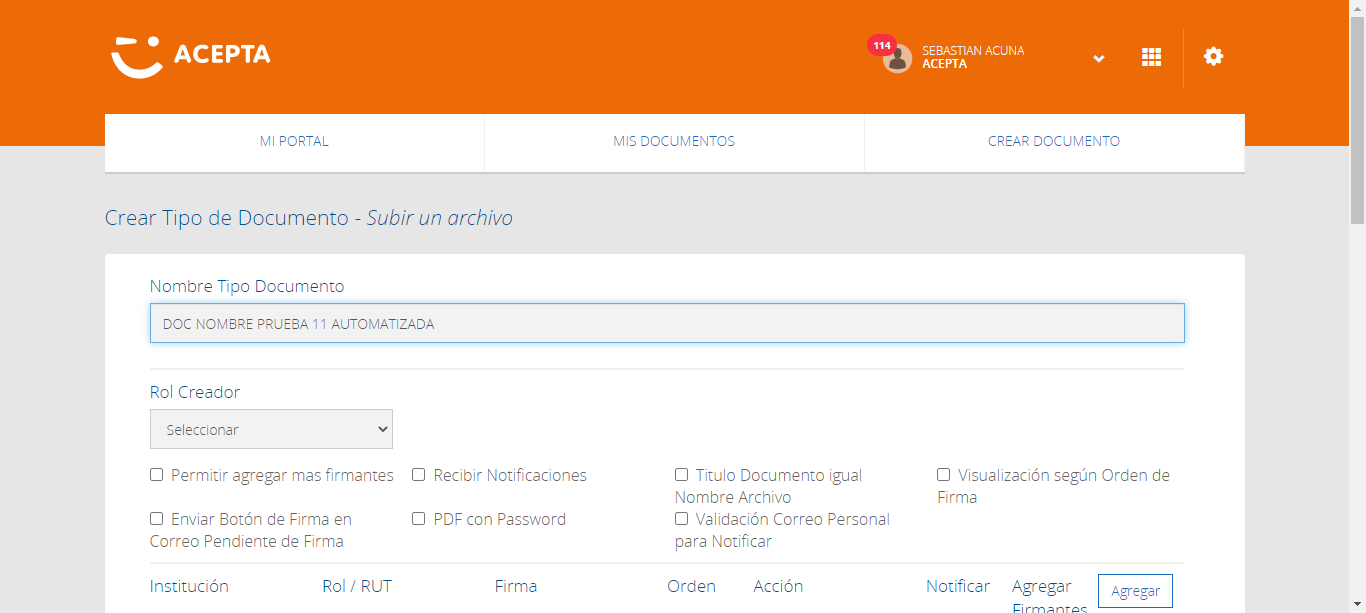 ACEPTA
114
SEBASTIAN ACUNA
ACEPTA
MI PORTAL
MIS DOCUMENTOS
CREAR DOCUMENTO
Crear Tipo de Documento - Subir un archivo
Nombre Tipo Documento
DOC NOMBRE PRUEBA 11 AUTOMATIZADA
Rol Creador
Seleccionar
Permitir agregar mas firmantes
Recibir Notificaciones
Titulo Documento igual
Nombre Archivo
Visualización según Orden de
Firma
Enviar Botón de Firma en
Correo Pendiente de Firma
PDF con Password
Validación Correo Personal
para Notificar
Institución
Rol / RUT
Firma
Orden
Acción
Notificar
Agregar
Firmantes
Agregar